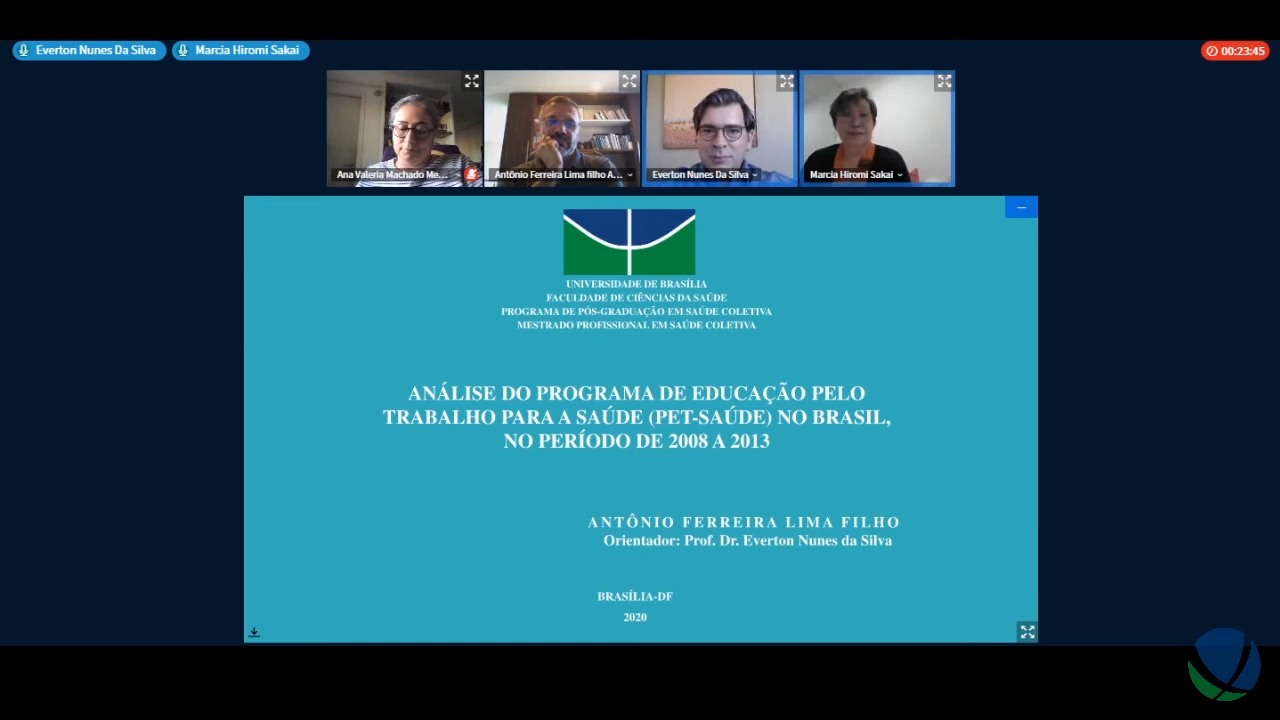 Everton Nunes Da Silva
Marcia Hiromi Sakai
00:23:45
Ana Valeria Machado Me...
Antônio Ferreira Lima filho A...
Everton Nunes Da Silva
Marcia Hiromi Sakai
UNIVERSIDADE DE BRASÍLIA
FACULDADE DE CIÊNCIAS DA SAÚDE
PROGRAMA DE PÓS-GRADUAÇÃO EM SAÚDE COLETIVA
MESTRADO PROFISSIONAL EM SAÚDE COLETIVA
ANÁLISE DO PROGRAMA DE EDUCAÇÃO PELO
TRABALHO PARA A SAÚDE (PET-SAÚDE) NO BRASIL,
NO PERÍODO DE 2008 A 2013
ANTÔNIO FERREIRA LIMA FILHO
Orientador: Prof. Dr. Everton Nunes da Silva
BRASÍLIA-DF
2020